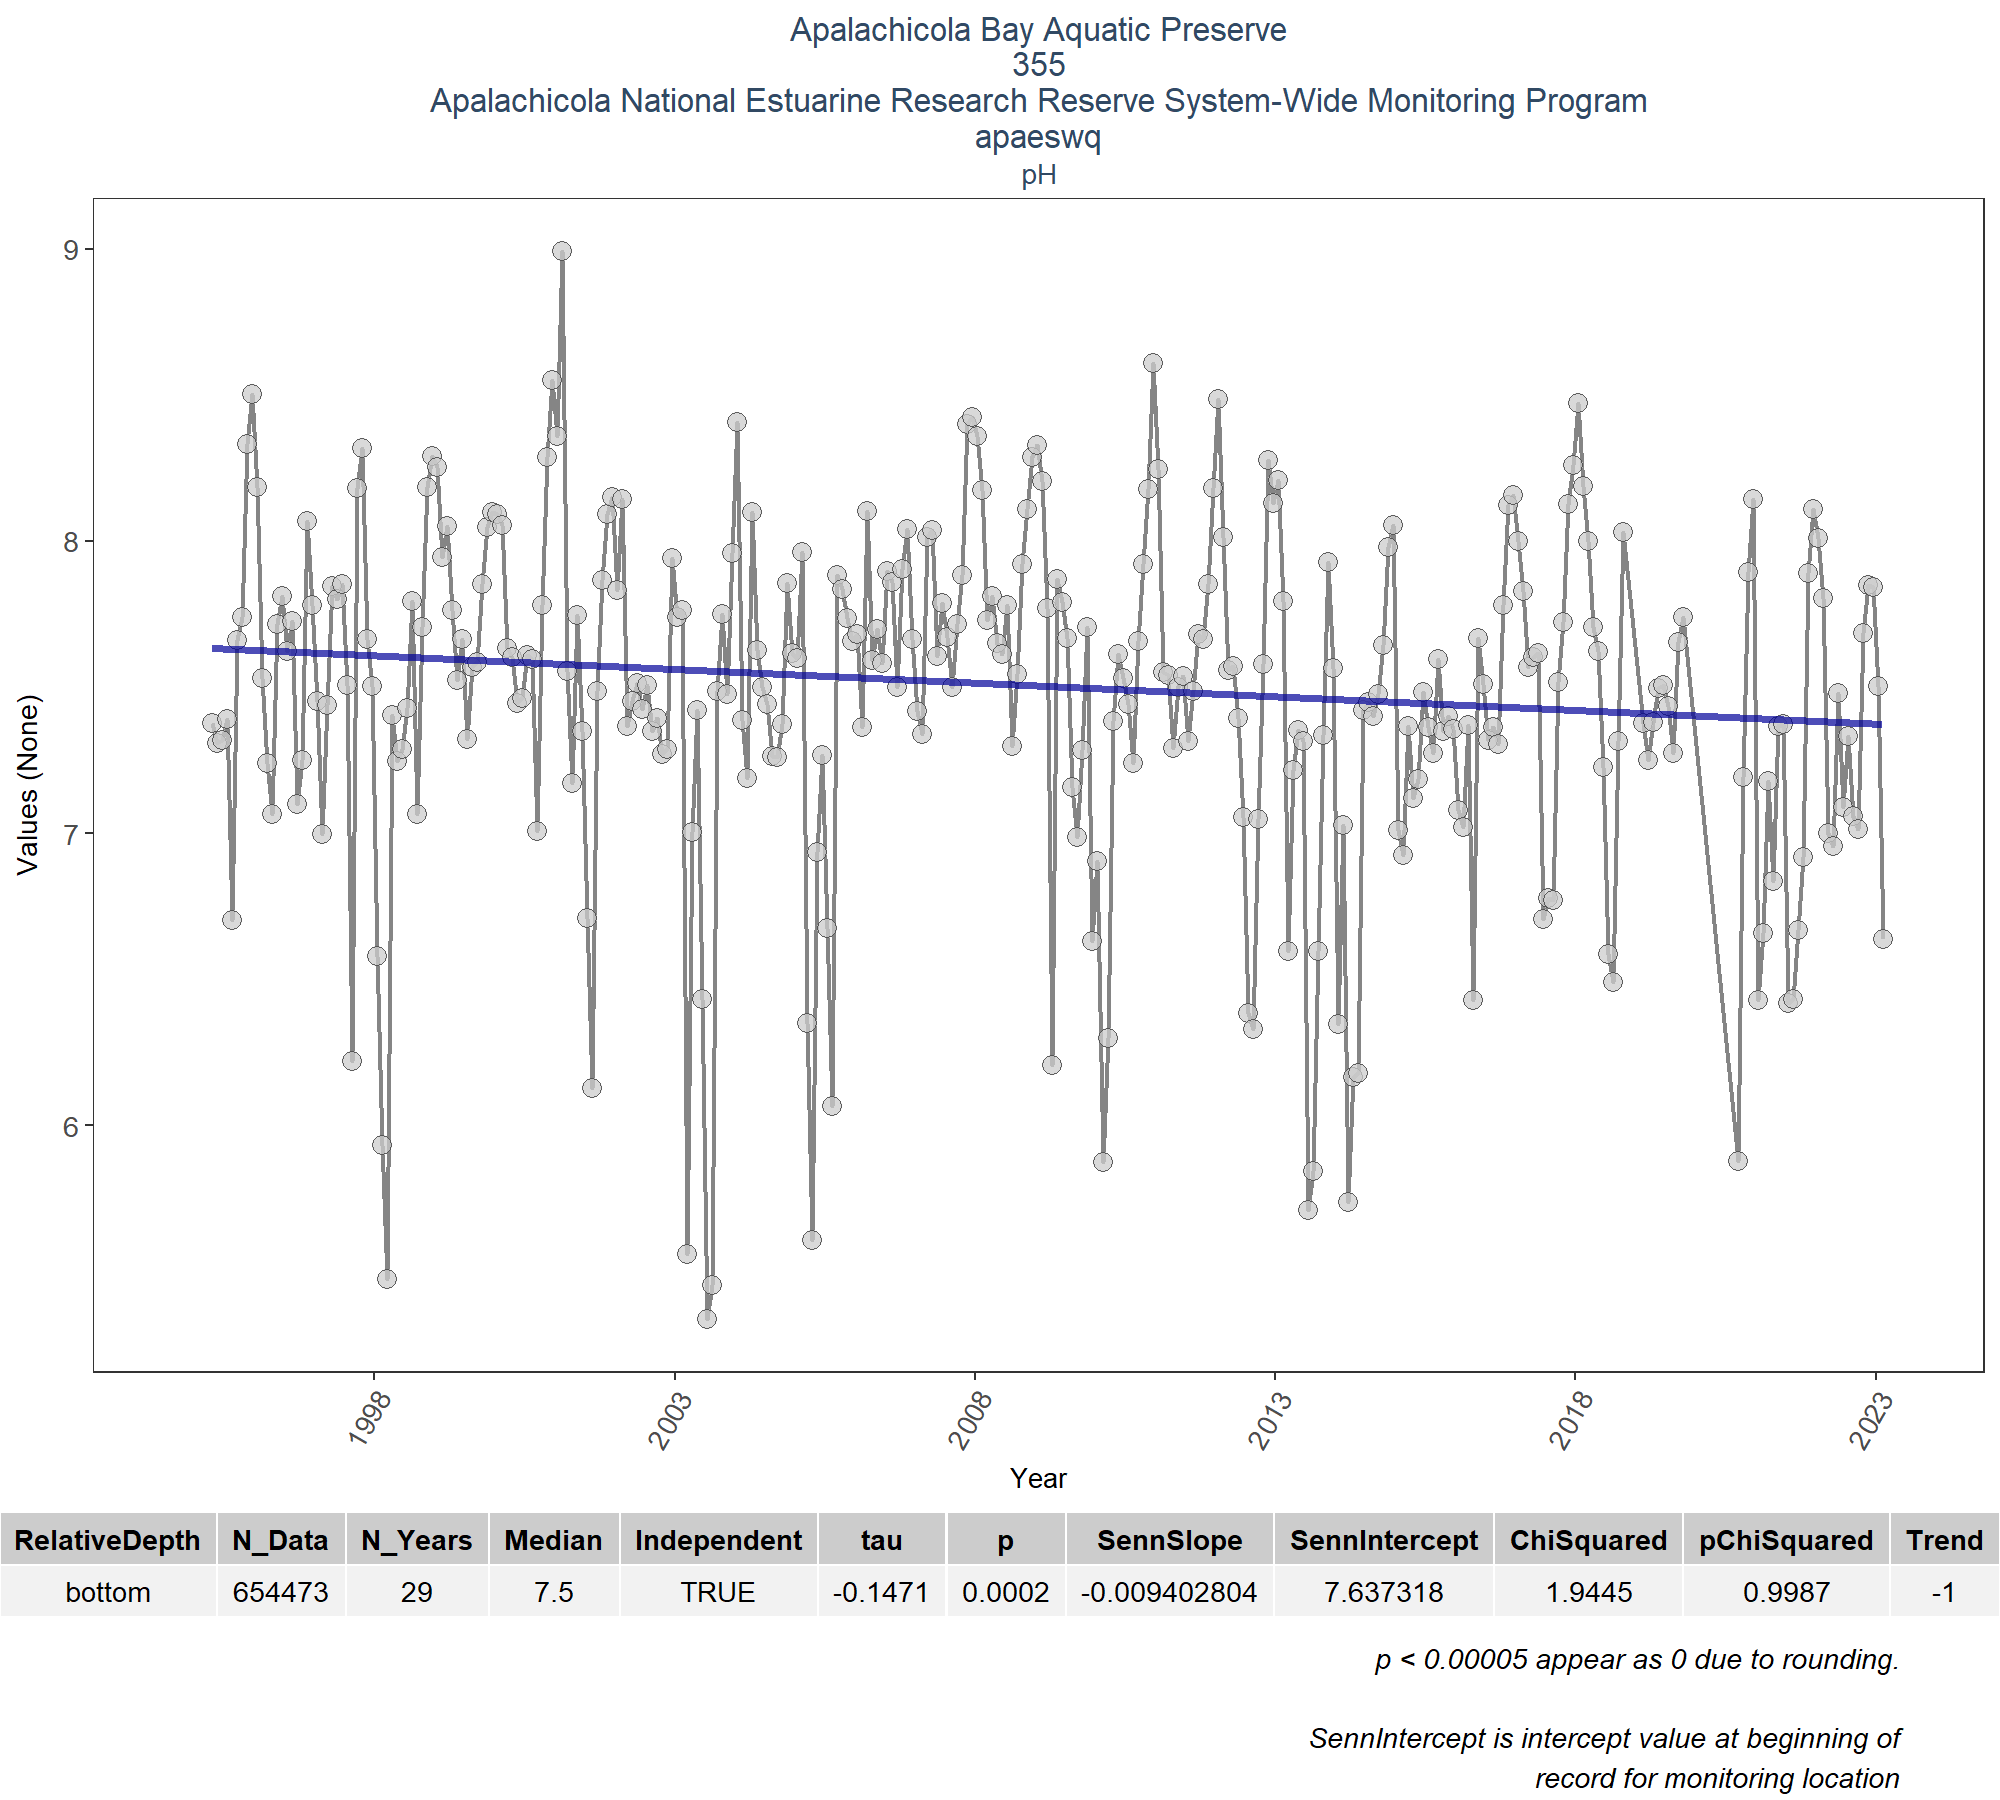 Apalachicola Bay Aquatic Preserve
355
Apalachicola National Estuarine Research Reserve System-Wide Monitoring Program
apaeswq
pH
Values (None)
9
8
7
6
1998
2003
2008
2013
2018
2023
Year
RelativeDepth N_Data N_Years Median Independent tau p SennSlope SennIntercept ChiSquared pChiSquared Trend
bottom 654473 29 7.5 TRUE -0.1471 0.0002 -0.009402804 7.637318 1.9445 0.9987 -1
p < 0.00005 appear as 0 due to rounding.
SennIntercept is intercept value at beginning of
record for monitoring location